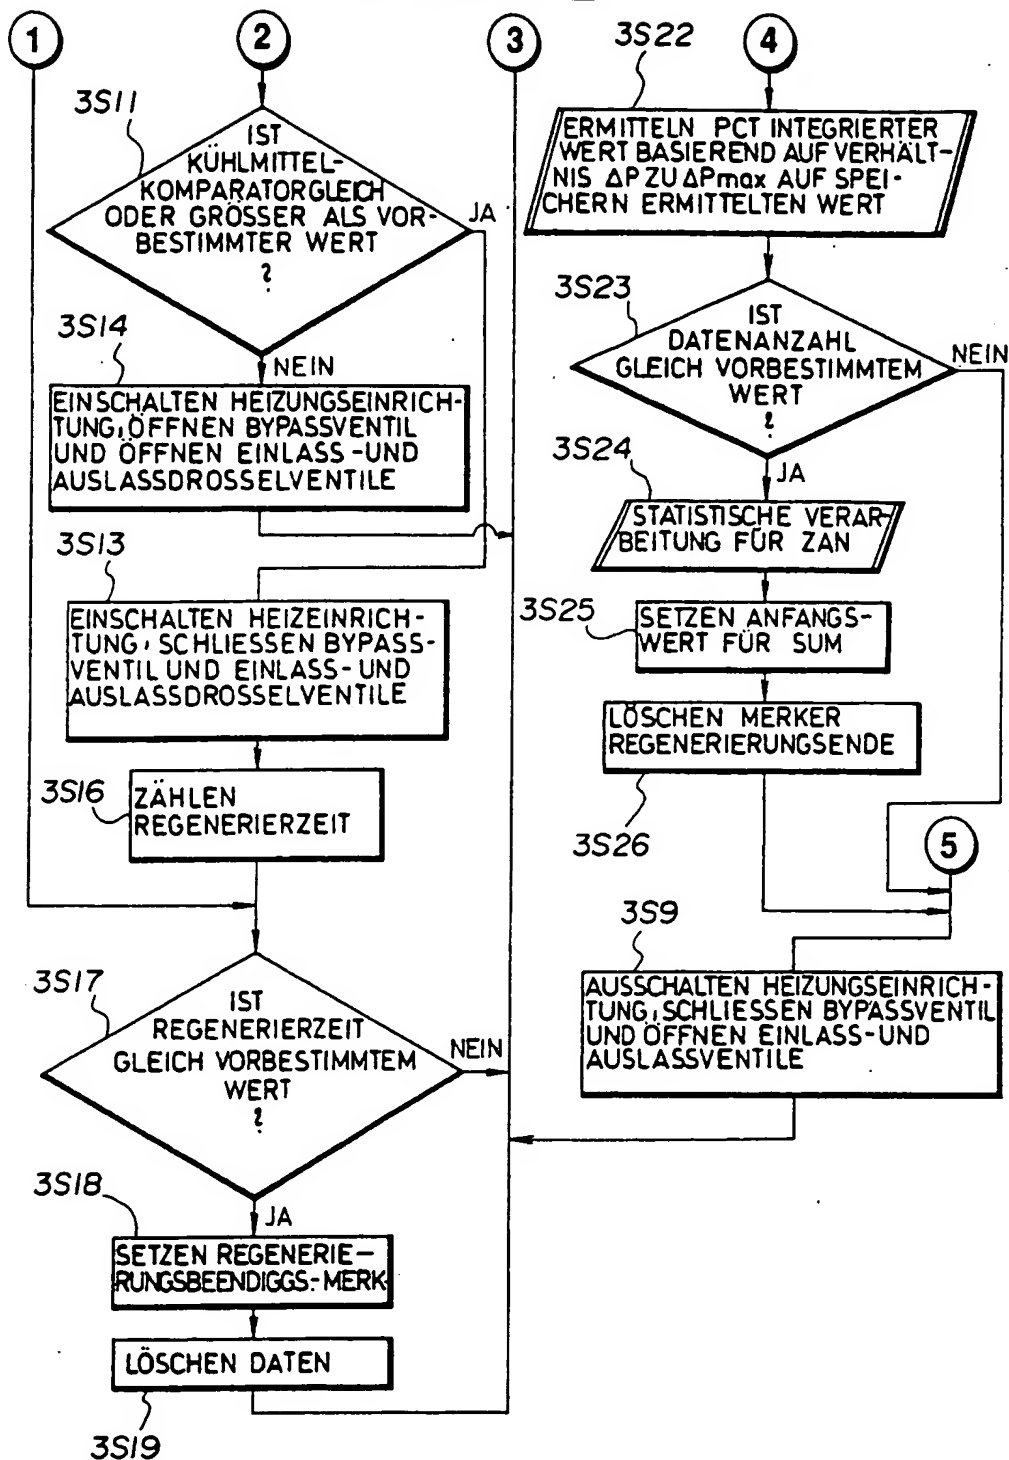 1
2
3
3S22
4
3S11
IST
KÜHLMITTEL-
KOMPARATORGLEICH
ODER GRÖSSER ALS VOR-
BESTIMMTER WERT
?
JA
ERMITTELN PCT INTEGRIERTER
WERT BASIEREND AUF VERHÄLT-
NIS ΔP ZU ΔPmax AUF SPEI-
CHERN ERMITTELTEN WERT
3S14
NEIN
EINSCHALTEN HEIZUNGSEINRICH-
TUNG, ÖFFNEN BYPASSVENTIL
UND ÖFFNEN EINLASS-UND
AUSLASSDROSSELVENTILE
3S23
IST
DATENANZAHL
GLEICH VORBESTIMMTEM
WERT
?
NEIN
JA
3S24
STATISTISCHE VERAR-
BEITUNG FÜR ZAN
3S13
EINSCHALTEN HEIZEINRICH-
TUNG, SCHLIESSEN BYPASS-
VENTIL UND EINLASS-UND
AUSLASSDROSSELVENTILE
3S25
SETZEN ANFANGS-
WERT FÜR SUM
LÖSCHEN MERKER
REGENERIERUNGSENDE
3S26
3S16
ZÄHLEN
REGENERIERZEIT
5
3S9
AUSSCHALTEN HEIZUNGSEINRICH-
TUNG, SCHLIESSEN BYPASSVENTIL
UND ÖFFNEN EINLASS-UND
AUSLASSVENTILE
3S17
IST
REGENERIERZEIT
GLEICH VORBESTIMMTEM
WERT
?
NEIN
3S18
JA
SETZEN REGENERIE-
RUNGSBEENDIGGS.-MERK
LÖSCHEN DATEN
3S19